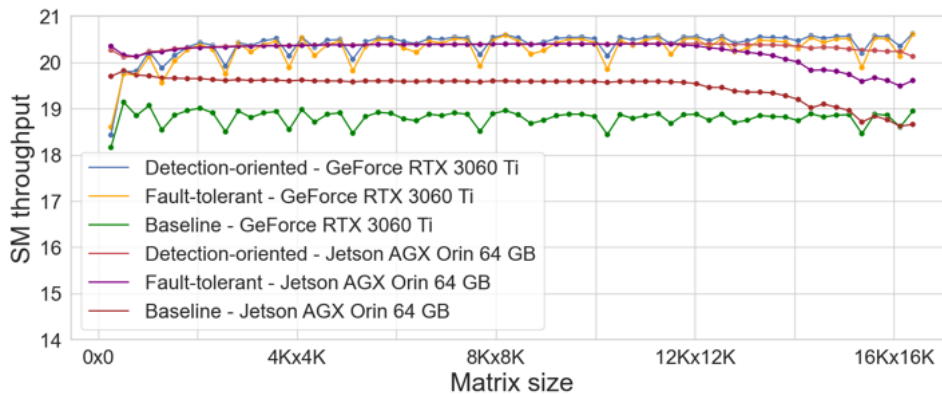 21
20
19
18
17
16
15
14
SM throughput
Detection-oriented - GeForce RTX 3060 Ti
Fault-tolerant - GeForce RTX 3060 Ti
Baseline - GeForce RTX 3060 Ti
Detection-oriented - Jetson AGX Orin 64 GB
Fault-tolerant - Jetson AGX Orin 64 GB
Baseline - Jetson AGX Orin 64 GB
0x0 4Kx4K 8Kx8K 12Kx12K 16Kx16K
Matrix size